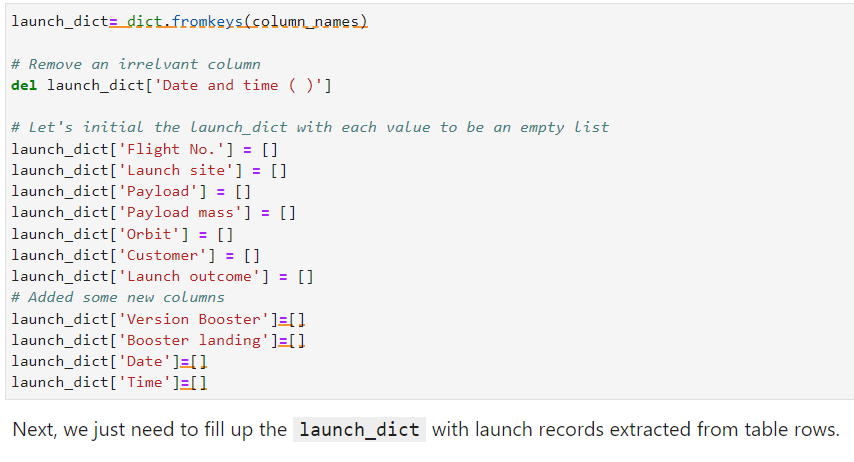 launch_dict= dict.fromkeys(column_names)
# Remove an irrelvant column
del launch_dict['Date and time ( )']
# Let's initial the launch_dict with each value to be an empty list
launch_dict['Flight No.'] = []
launch_dict['Launch site'] = []
launch_dict['Payload'] = []
launch_dict['Payload mass'] = []
launch_dict['Orbit'] = []
launch_dict['Customer'] = []
launch_dict['Launch outcome'] = []
# Added some new columns
launch_dict['Version Booster']=[]
launch_dict['Booster landing']=[]
launch_dict['Date']=[]
launch_dict['Time']=[]
Next, we just need to fill up the launch_dict with launch records extracted from table rows.